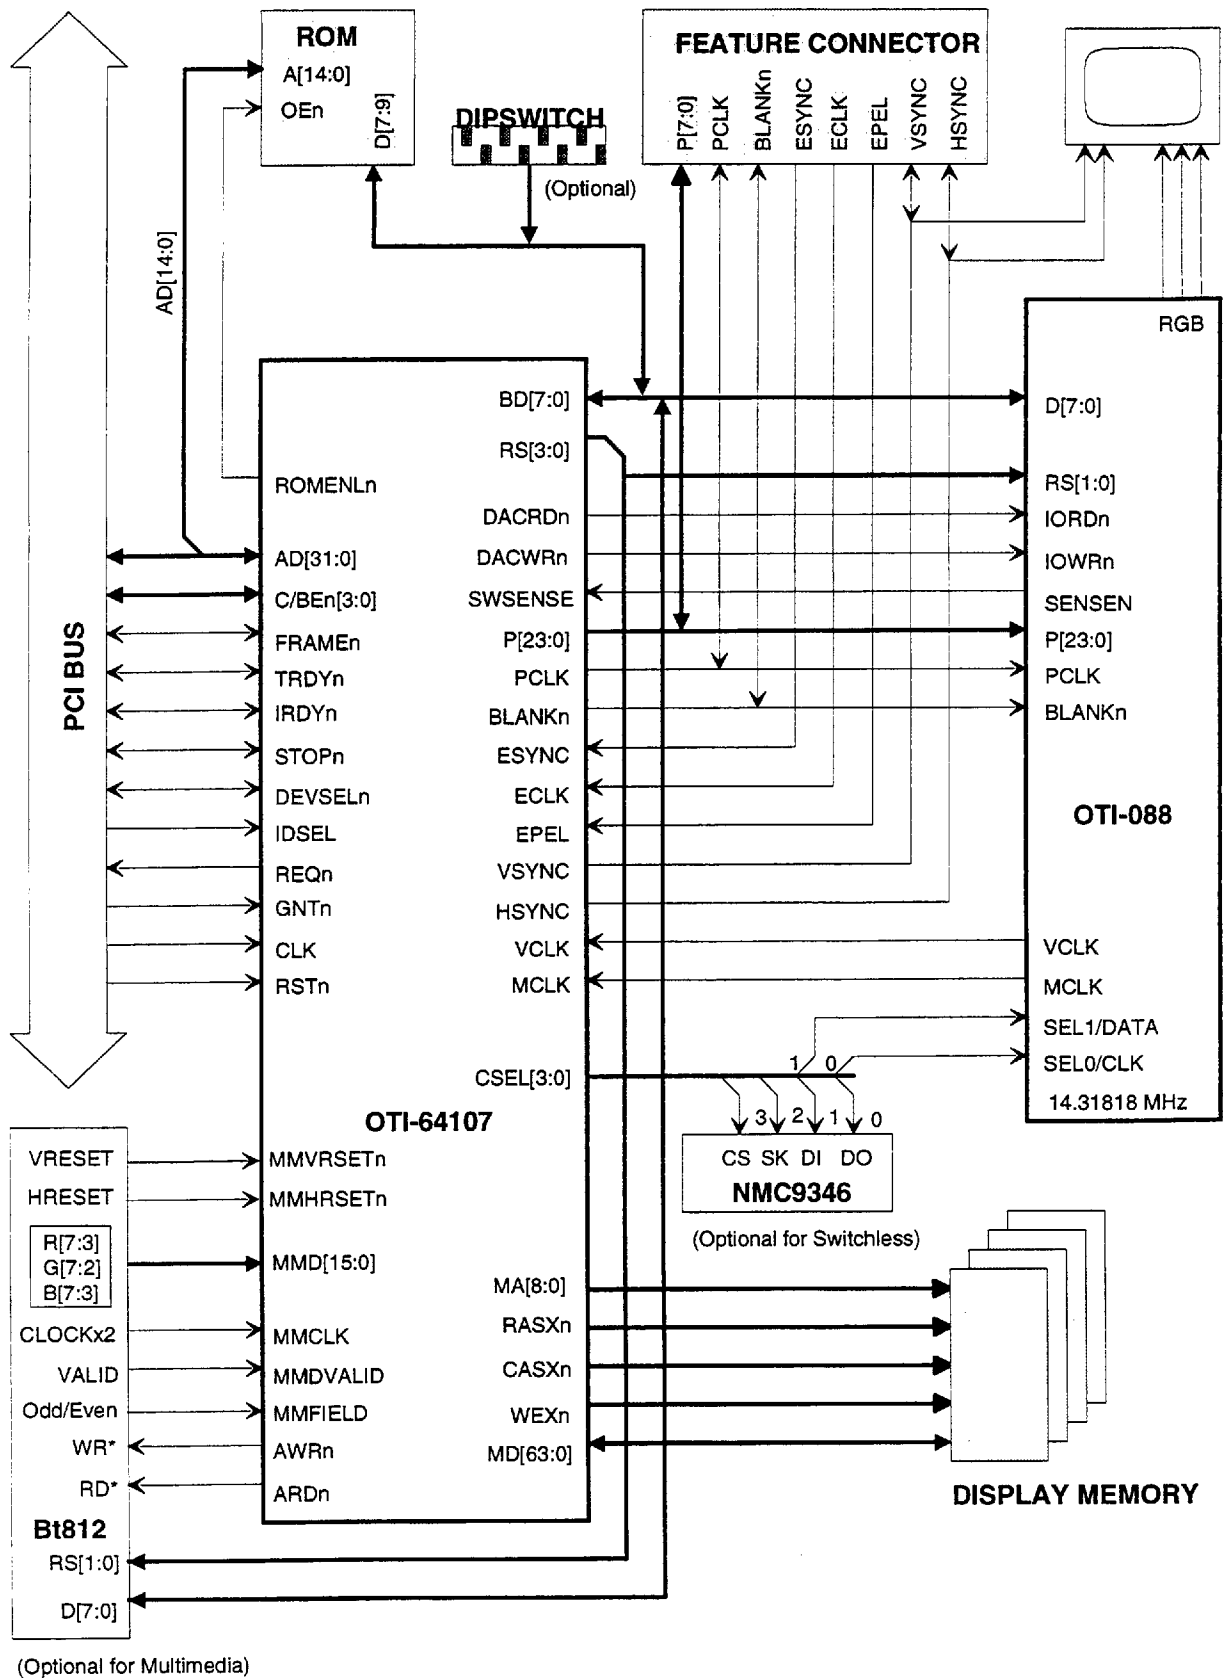 ROM
A[14:0]
OEn
D[7:9]
DIPSWITCH
(Optional)
FEATURE CONNECTOR
P[7:0]
PCLK
BLANKn
ESYNC
ECLK
EPEL
VSYNC
HSYNC
AD[14:0]
PCI BUS
RGB
BD[7:0]
RS[3:0]
ROMENLn
DACRDn
AD[31:0]
DACWRn
C/BEn[3:0]
SWSENSE
FRAMEn
P[23:0]
TRDYn
PCLK
IRDYn
BLANKn
STOPn
ESYNC
DEVSELn
ECLK
IDSEL
EPEL
REQn
VSYNC
GNTn
HSYNC
CLK
VCLK
RSTn
MCLK
CSEL[3:0]
OTI-64107
D[7:0]
RS[1:0]
IORDn
IOWRn
SENSEN
P[23:0]
PCLK
BLANKn
OTI-088
VCLK
MCLK
SEL1/DATA
SEL0/CLK
14.31818 MHz
1 0
3 2 1 0
CS SK DI DO
NMC9346
(Optional for Switchless)
VRESET
MMVRSETn
HRESET
MMHRSETn
R[7:3]
G[7:2]
B[7:3]
MMD[15:0]
CLOCKx2
MMCLK
VALID
MMDVALID
Odd/Even
MMFIELD
WR*
AWRn
RD*
ARDn
Bt812
RS[1:0]
D[7:0]
(Optional for Multimedia)
MA[8:0]
RASXn
CASXn
WEXn
MD[63:0]
DISPLAY MEMORY